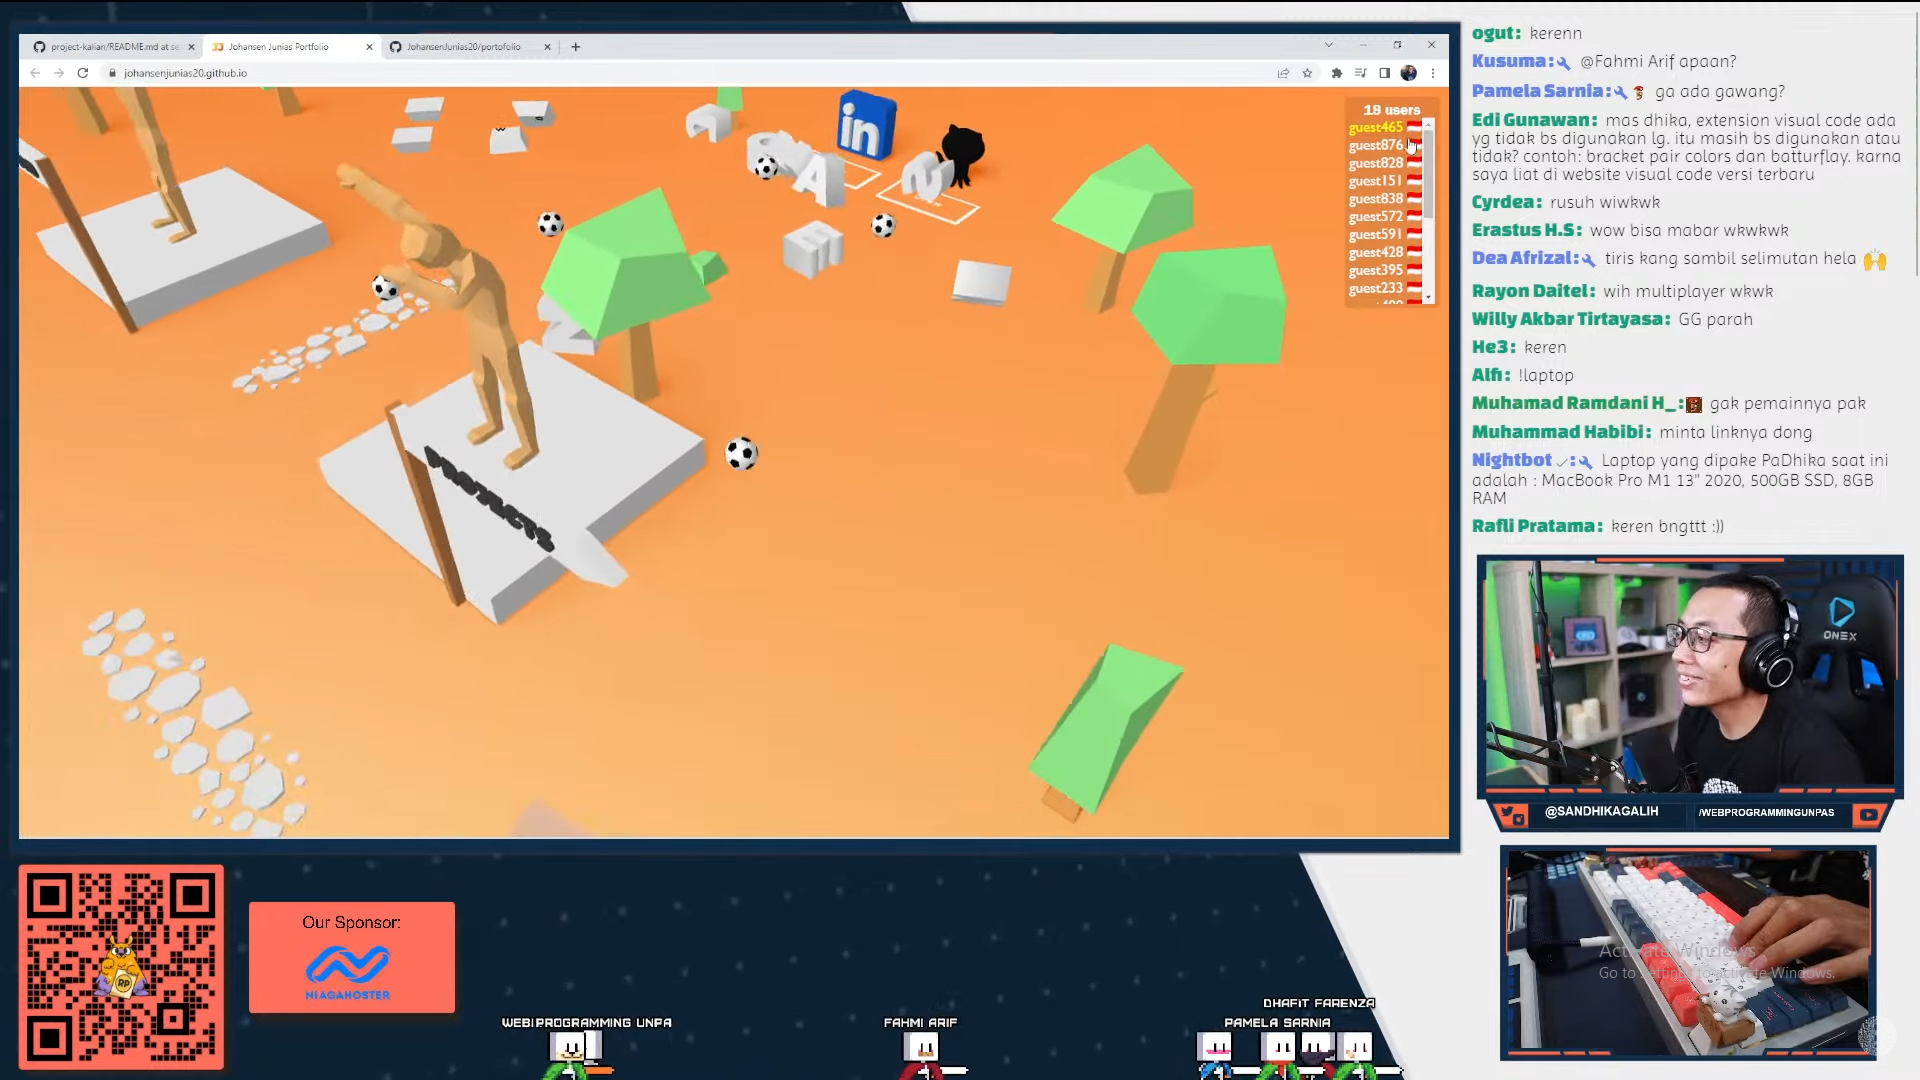 project-kalian/README.md at se
Johansen Junias Portfolio
JohansenJunias20/portofolio
johansenjunias20.github.io
in
PROJECTS
19 users
guest465
guest876
guest828
guest151
guest838
guest572
guest591
guest428
guest395
guest233
ogut: kerenn
Kusuma: @Fahmi Arif apaan?
Pamela Sarnia: ga ada gawang?
Edi Gunawan: mas dhika, extension visual code ada
yg tidak bs digunakan lg. itu masih bs digunakan atau
tidak? contoh: bracket pair colors dan batturflay. karna
saya liat di website visual code versi terbaru
Cyrdea: rusuh wiwkwk
Erastus H.S: wow bisa mabar wkwkwk
Dea Afrizal: tiris kang sambil selimutan hela 🙌
Rayon Daitel: wih multiplayer wkwk
Willy Akbar Tirtayasa: GG parah
He3: keren
Alfi: !laptop
Muhamad Ramdani H_: gak pemainnya pak
Muhammad Habibi: minta linknya dong
Nightbot ✓: Laptop yang dipake PaDhika saat ini
adalah : MacBook Pro M1 13" 2020, 500GB SSD, 8GB
RAM
Rafli Pratama: keren bngttt :))
ONEX
@SANDHIKAGALIH
/WEBPROGRAMMINGUNPAS
Activate Windows
Go to Settings to activate Windows.
RP
Our Sponsor:
NIAGAHOSTER
WEBIPROGRAMMING UNPA
FAHMI ARIF
DHAFIT FARENZA
PAMELA SARNIA